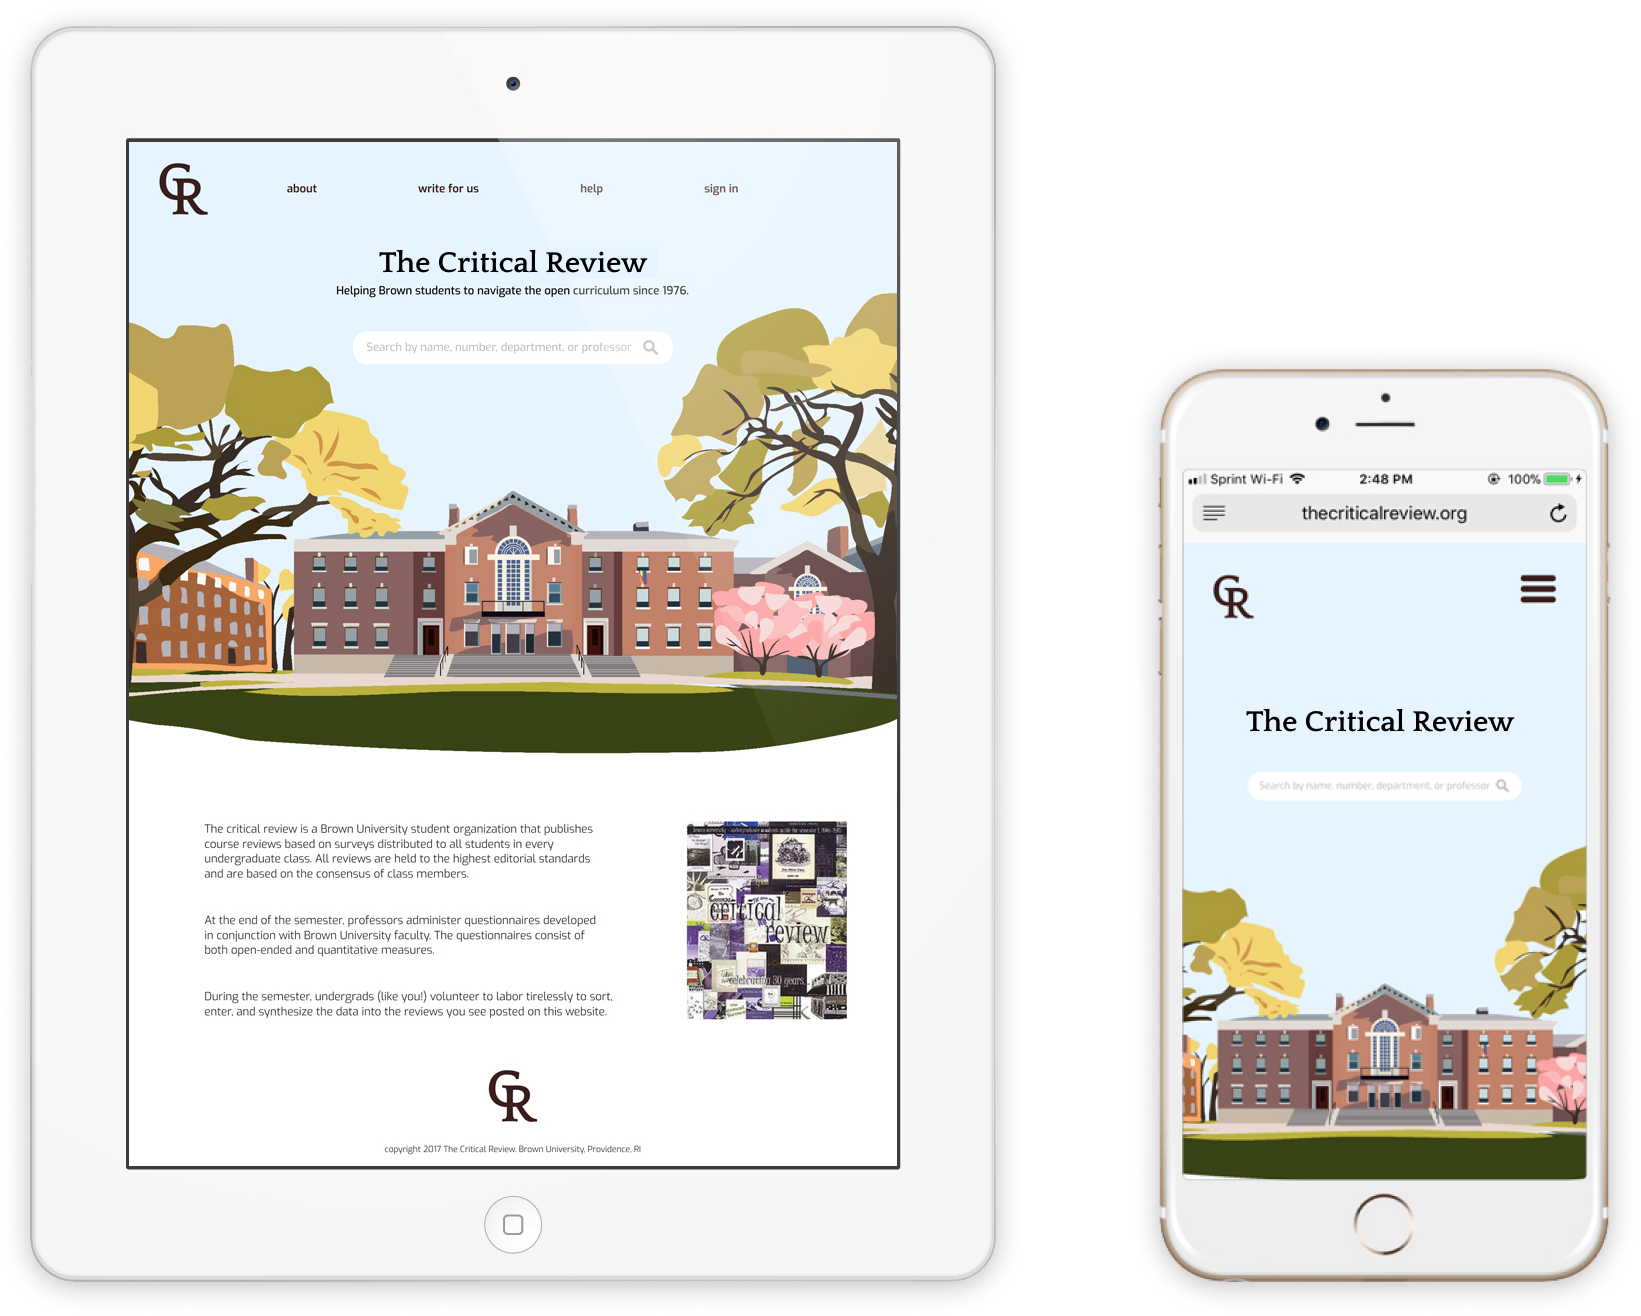 CR
about
write for us
help
sign in
The Critical Review
Helping Brown students to navigate the open curriculum since 1976.
Search by name, number, department, or professor
The critical review is a Brown University student organization that publishes
course reviews based on surveys distributed to all students in every
undergraduate class. All reviews are held to the highest editorial standards
and are based on the consensus of class members.
At the end of the semester, professors administer questionnaires developed
in conjunction with Brown University faculty. The questionnaires consist of
both open-ended and quantitative measures.
During the semester, undergrads (like you!) volunteer to labor tirelessly to sort,
enter, and synthesize the data into the reviews you see posted on this website.
critical
review
celebrating 30 years.
CR
copyright 2017 The Critical Review. Brown University, Providence, RI
Sprint Wi-Fi
2:48 PM
100%
thecriticalreview.org
CR
The Critical Review
Search by name, number, department, or professor